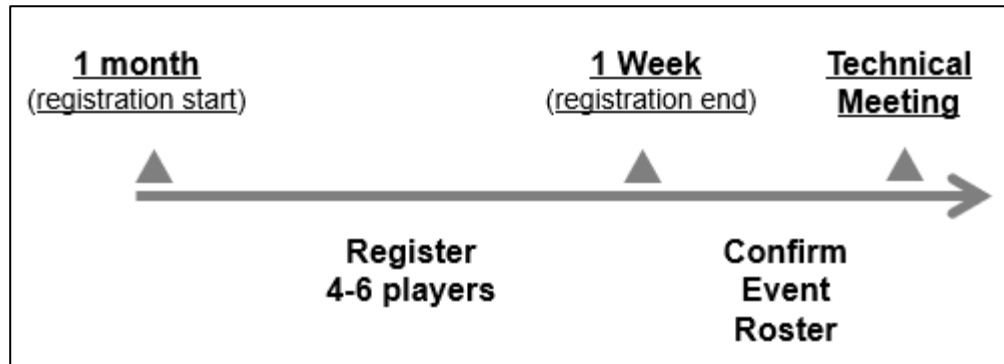 1 month
(registration start)
1 Week
(registration end)
Technical
Meeting
Register
4-6 players
Confirm
Event
Roster